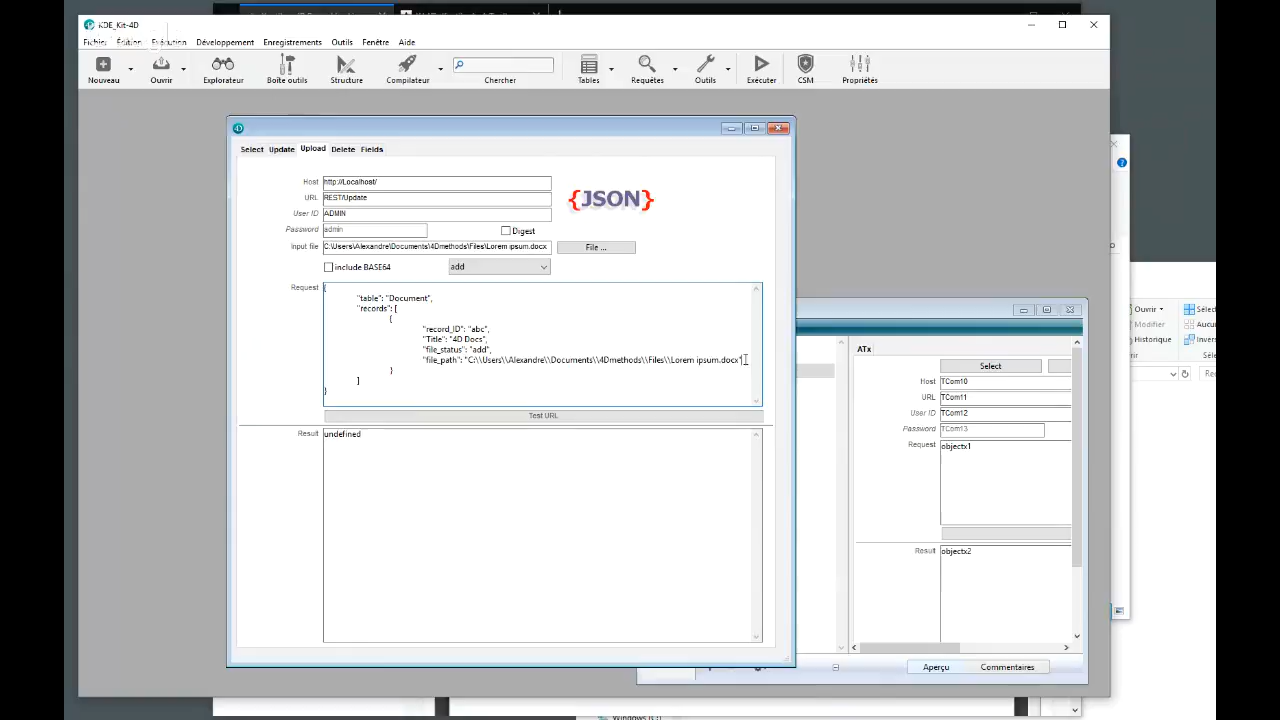 KDE_Kit-4D
Fichier Édition Exécution Développement Enregistrements Outils Fenêtre Aide
Nouveau Ouvrir Explorateur Boîte outils Structure Compilateur Chercher Tables Requêtes Outils Exécuter CSM Propriétés
Select Update Upload Delete Fields
Host http://Localhost/
URL REST/Update
User ID ADMIN
Password admin
Digest
Input file C:\Users\Alexandre\Documents\4Dmethods\Files\Lorem ipsum.docx
File ...
include BASE64 add
{JSON}
Request {
"table": "Document",
"records": [
{
"record_ID": "abc",
"Title": "4D Docs",
"file_status": "add",
"file_path": "C:\\Users\\Alexandre\\Documents\\4Dmethods\\Files\\Lorem ipsum.docx"
}
]
}
Test URL
Result undefined
ATx
Select
Host TCom10
URL TCom11
User ID TCom12
Password TCom13
Request objectx1
Result objectx2
Aperçu Commentaires
Ouvrir
Modifier
Historique
Windows (C:)